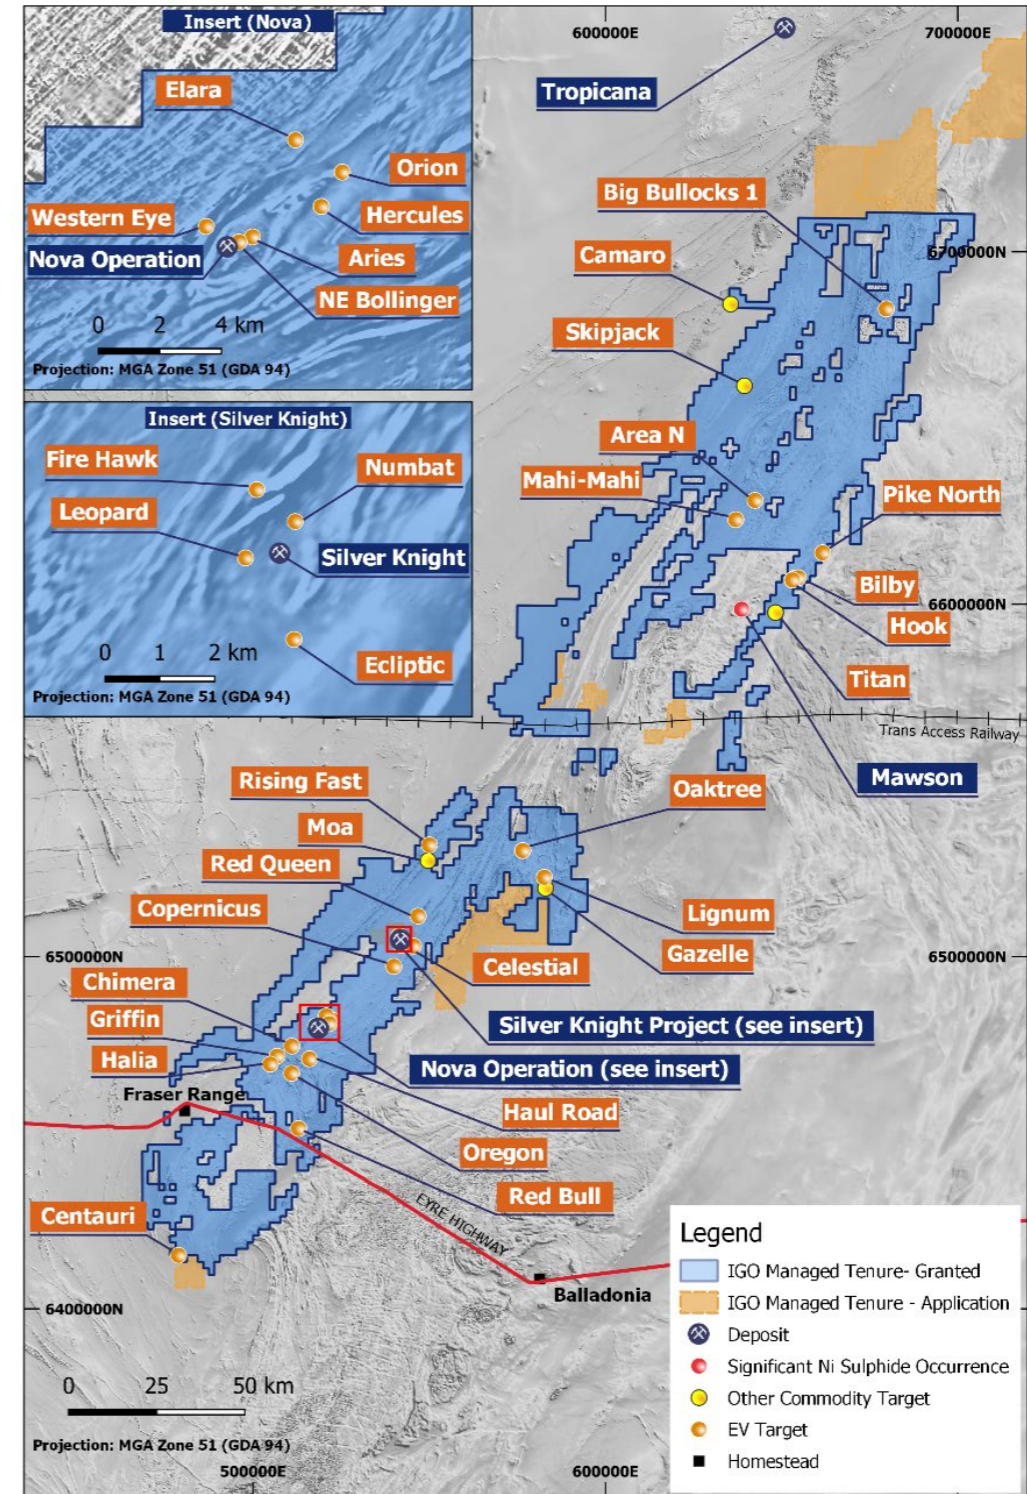 Insert (Nova)
Elara
Orion
Hercules
Western Eye
Nova Operation
Aries
NE Bollinger
0 2 4 km
Projection: MGA Zone 51 (GDA 94)
Insert (Silver Knight)
Fire Hawk
Numbat
Leopard
Silver Knight
Ecliptic
0 1 2 km
Projection: MGA Zone 51 (GDA 94)
600000E
700000E
Tropicana
Big Bullocks 1
Camaro
6700000N
Skipjack
Area N
Mahi-Mahi
Pike North
Bilby
6600000N
Hook
Titan
Trans Access Railway
Mawson
Rising Fast
Oaktree
Moa
Red Queen
Copernicus
Lignum
Gazelle
6500000N
6500000N
Celestial
Chimera
Griffin
Silver Knight Project (see insert)
Halia
Nova Operation (see insert)
Fraser Range
Haul Road
Oregon
Red Bull
Centauri
EYRE HIGHWAY
Balladonia
6400000N
0 25 50 km
Projection: MGA Zone 51 (GDA 94)
500000E
600000E
Legend
IGO Managed Tenure- Granted
IGO Managed Tenure - Application
Deposit
Significant Ni Sulphide Occurrence
Other Commodity Target
EV Target
Homestead